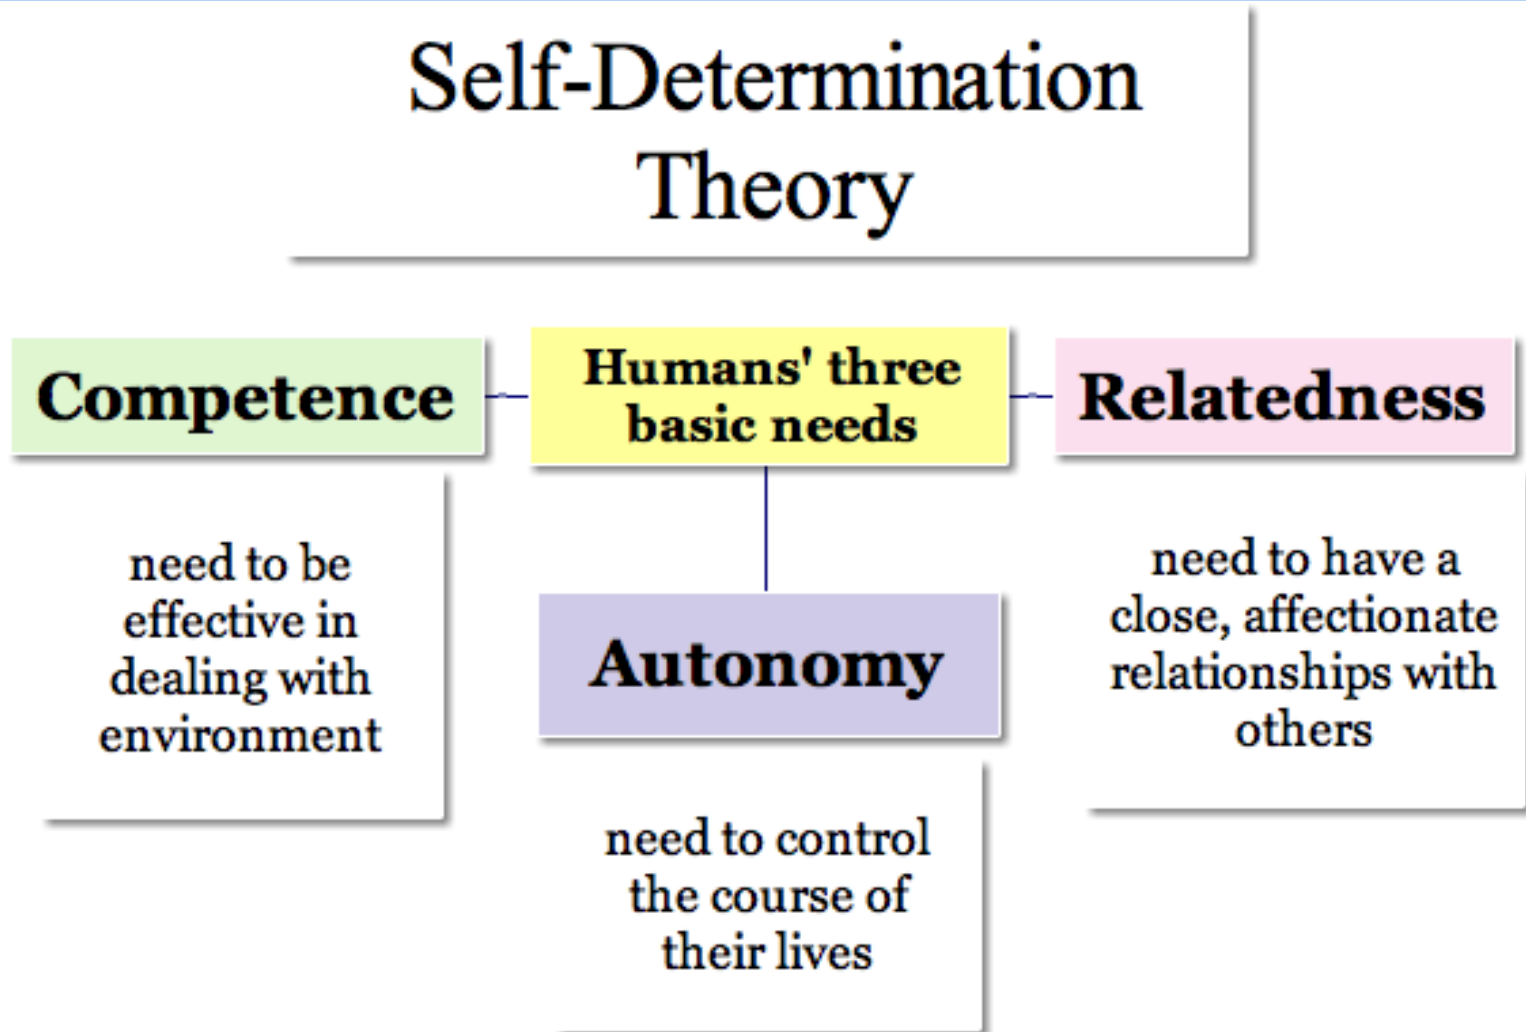 Self-Determination
Theory
Competence
Humans' three
basic needs
Relatedness
need to be
effective in
dealing with
environment
Autonomy
need to control
the course of
their lives
need to have a
close, affectionate
relationships with
others